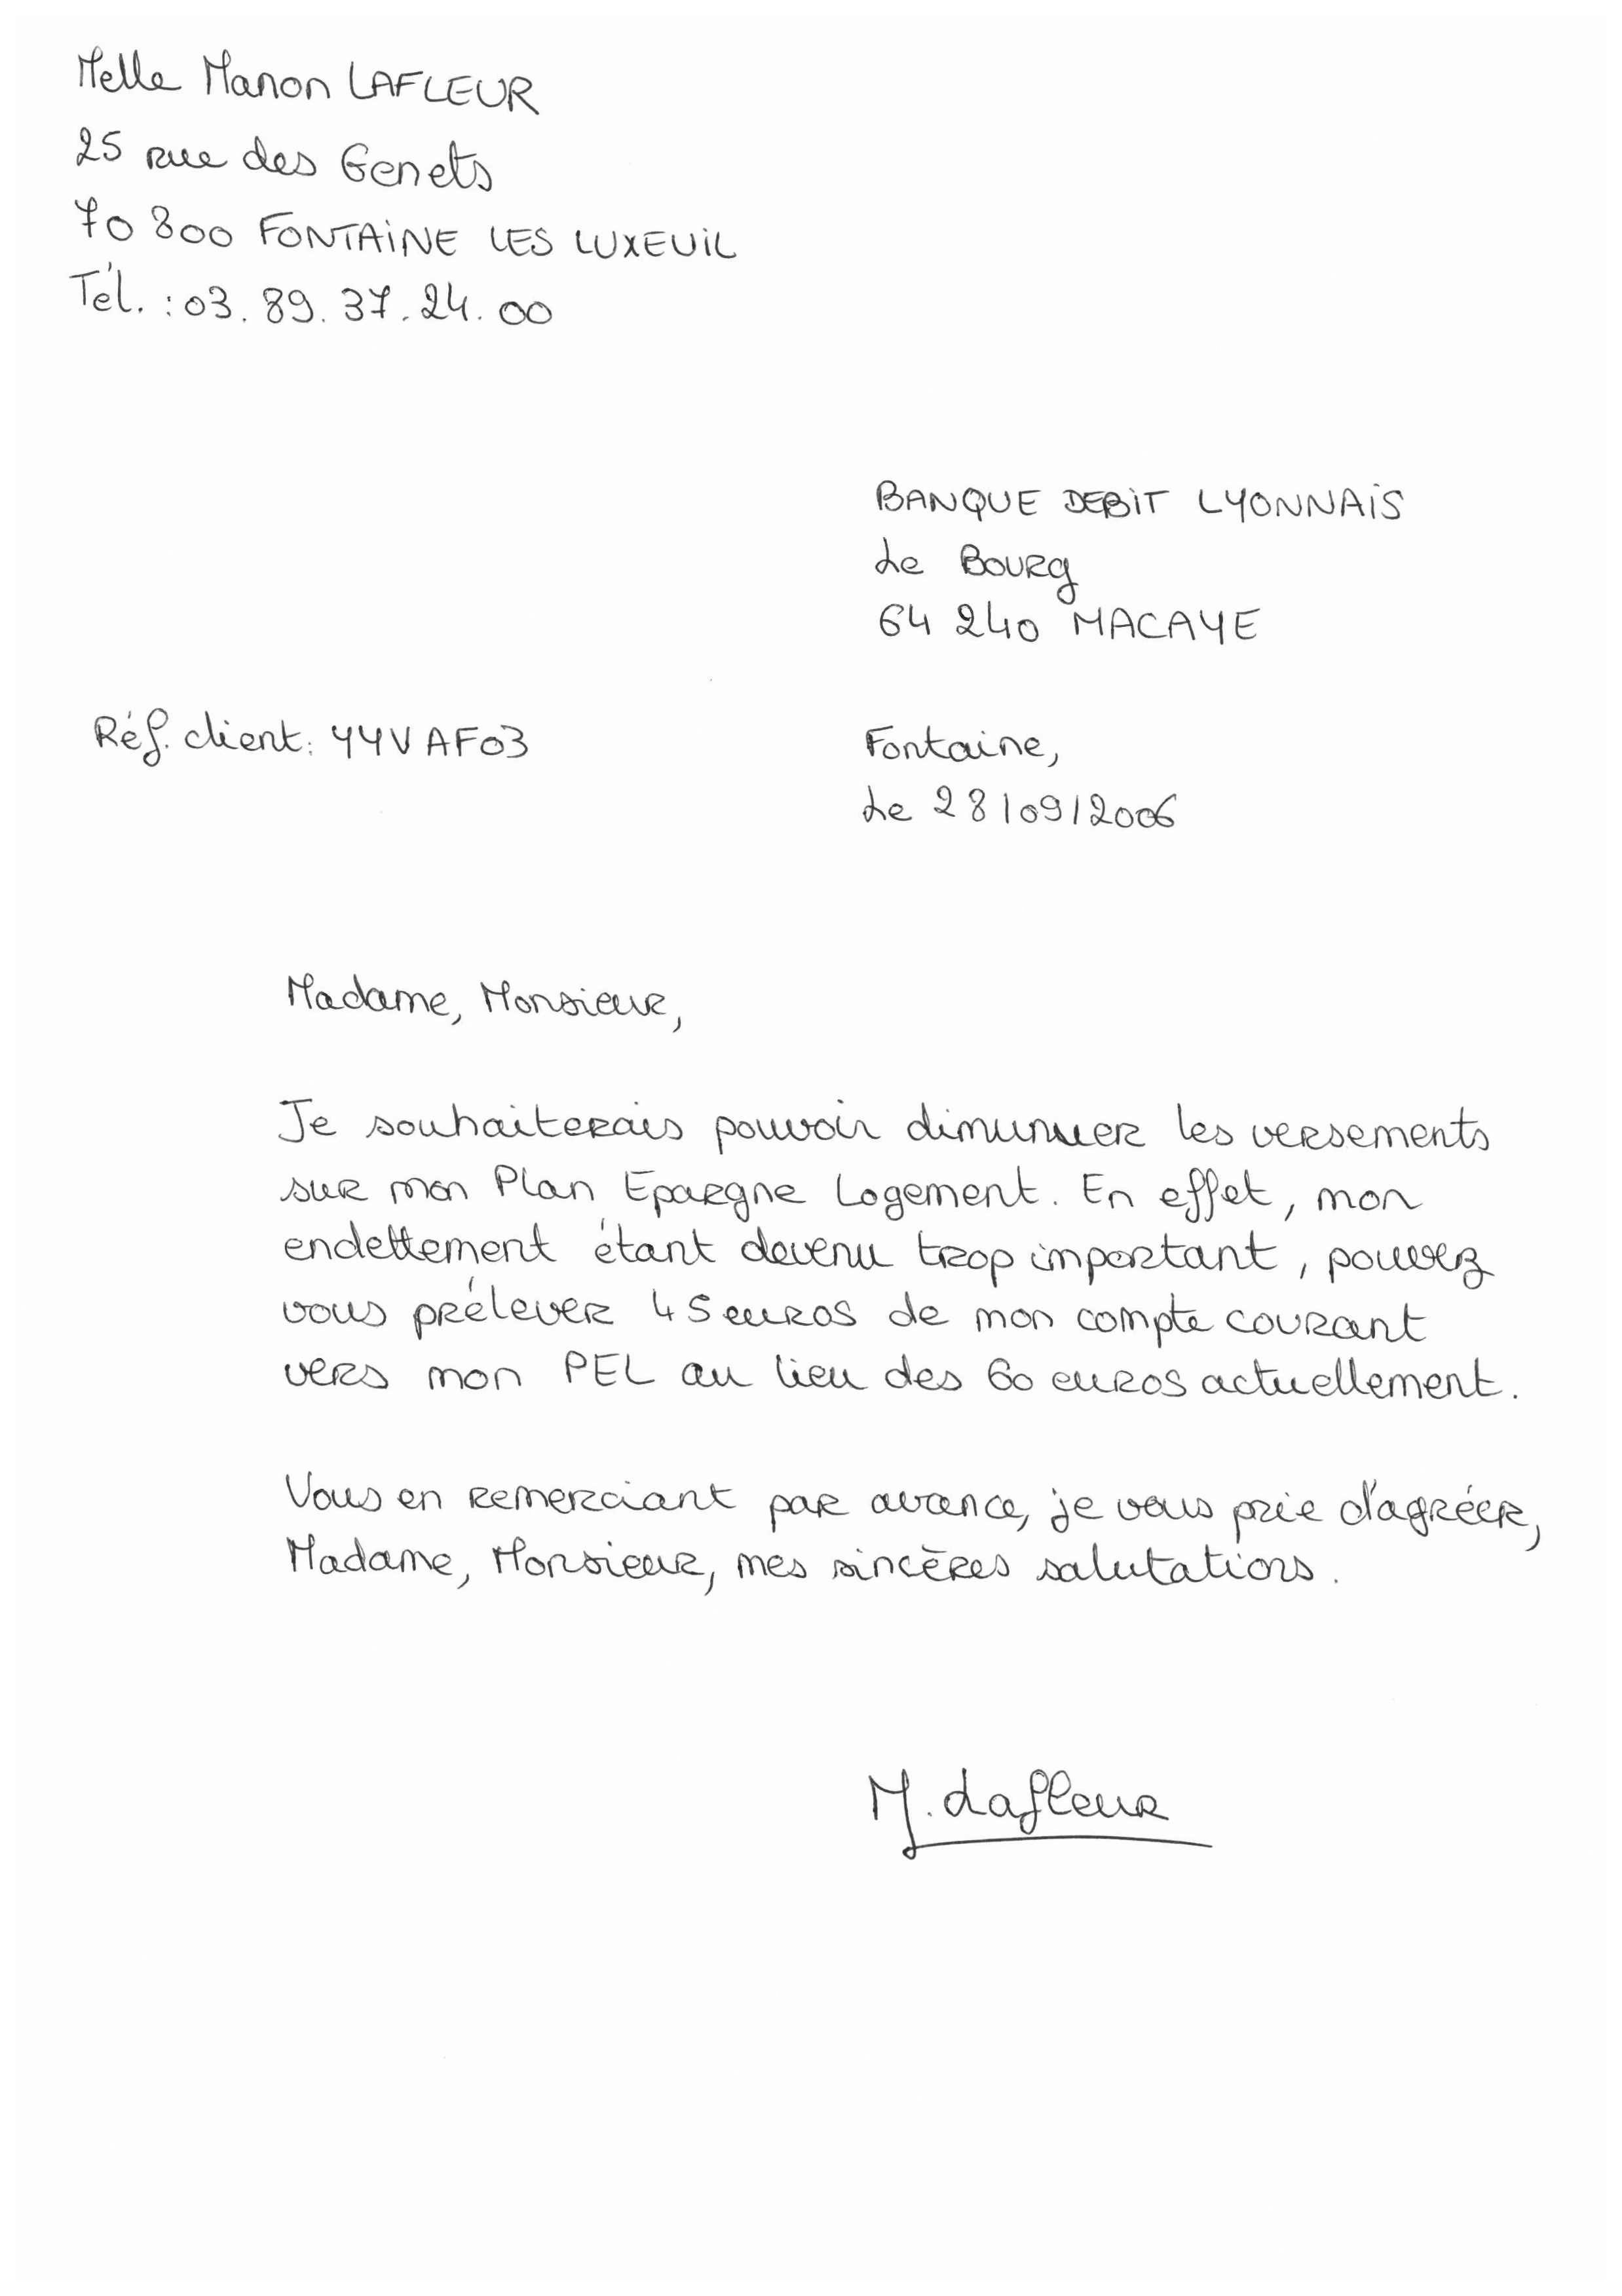 Melle Manon LAFLEUR
25 rue des Genets
70 800 FONTAINE LES LUXEUIL
Tél. : 03. 89. 37. 24. 00
BANQUE DEBIT LYONNAIS
Le Bourg
64 240 MACAYE
Réf. client : YYVAF03
Fontaine,
Le 28/09/2006
Madame, Monsieur,
Je souhaiterais pouvoir dimunuer les versements
sur mon Plan Epargne Logement. En effet, mon
endettement étant devenu trop important, pouvez
vous prélever 45 euros de mon compte courant
vers mon PEL au lieu des 60 euros actuellement.
Vous en remerciant par avance, je vous prie d'agréer,
Madame, Monsieur, mes sincères salutations.
M. Lafleur